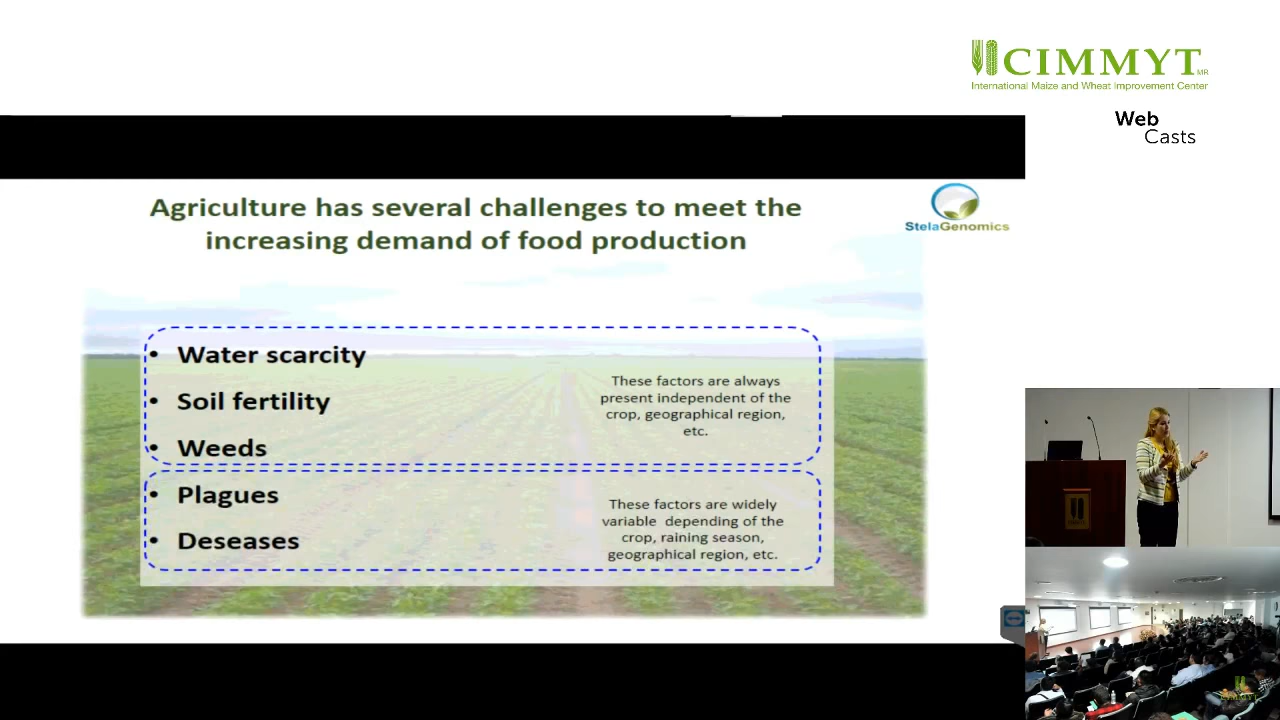 CIMMYT MR
International Maize and Wheat Improvement Center
Web
Casts
Agriculture has several challenges to meet the
increasing demand of food production
StelaGenomics
• Water scarcity
• Soil fertility
• Weeds
These factors are always
present independent of the
crop, geographical region,
etc.
• Plagues
• Deseases
These factors are widely
variable depending of the
crop, raining season,
geographical region, etc.
CIMMYT